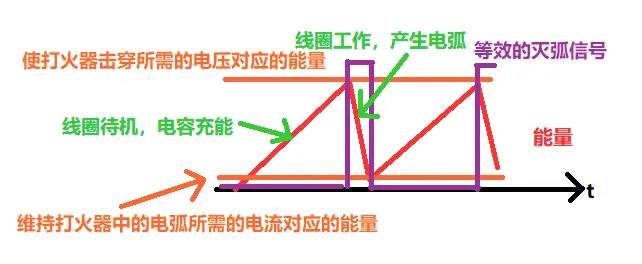 线圈工作，产生电弧
等效的灭弧信号
使打火器击穿所需的电压对应的能量
线圈待机，电容充能
能量
t
维持打火器中的电弧所需的电流对应的能量